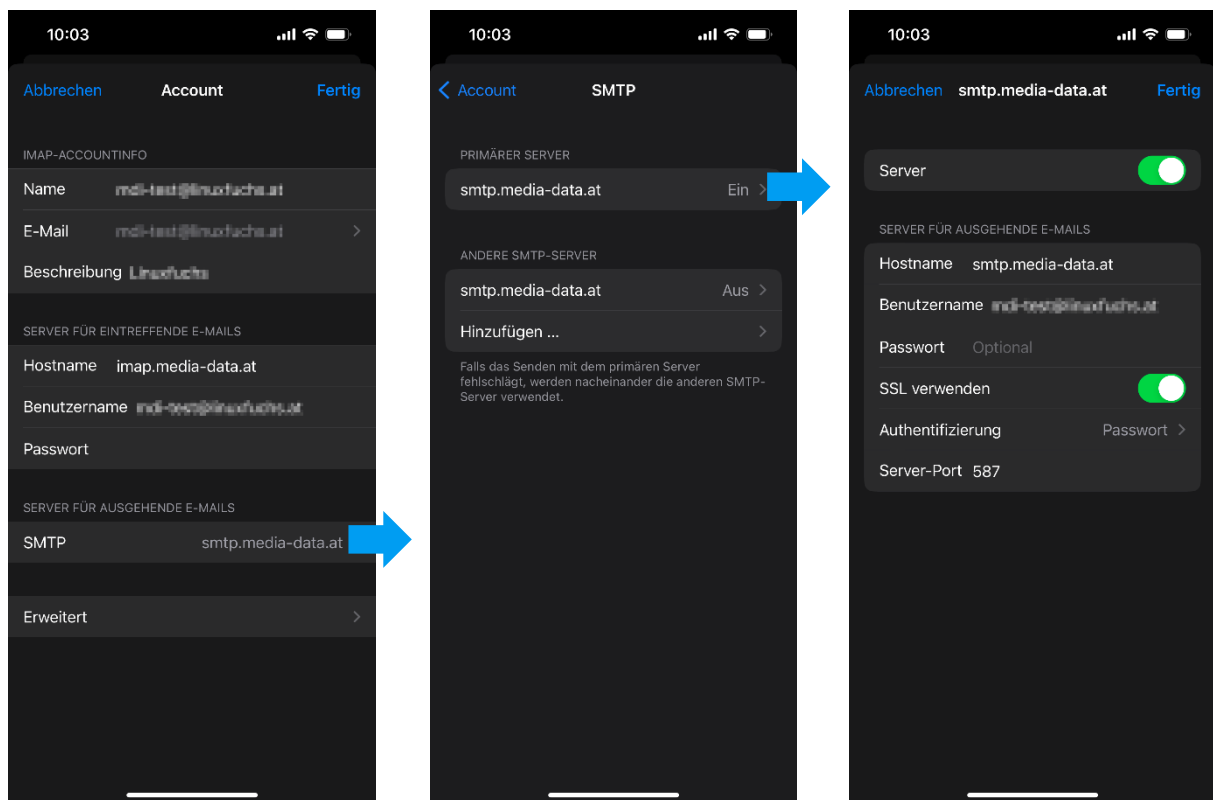 10:03
Abbrechen Account Fertig
IMAP-ACCOUNTINFO
Name
E-Mail
Beschreibung
SERVER FÜR EINTREFFENDE E-MAILS
Hostname imap.media-data.at
Benutzername
Passwort
SERVER FÜR AUSGEHENDE E-MAILS
SMTP smtp.media-data.at
Erweitert
10:03
Account SMTP
PRIMÄRER SERVER
smtp.media-data.at Ein
ANDERE SMTP-SERVER
smtp.media-data.at Aus
Hinzufügen ...
Falls das Senden mit dem primären Server
fehlschlägt, werden nacheinander die anderen SMTP-
Server verwendet.
10:03
Abbrechen smtp.media-data.at Fertig
Server
SERVER FÜR AUSGEHENDE E-MAILS
Hostname smtp.media-data.at
Benutzername
Passwort Optional
SSL verwenden
Authentifizierung Passwort
Server-Port 587